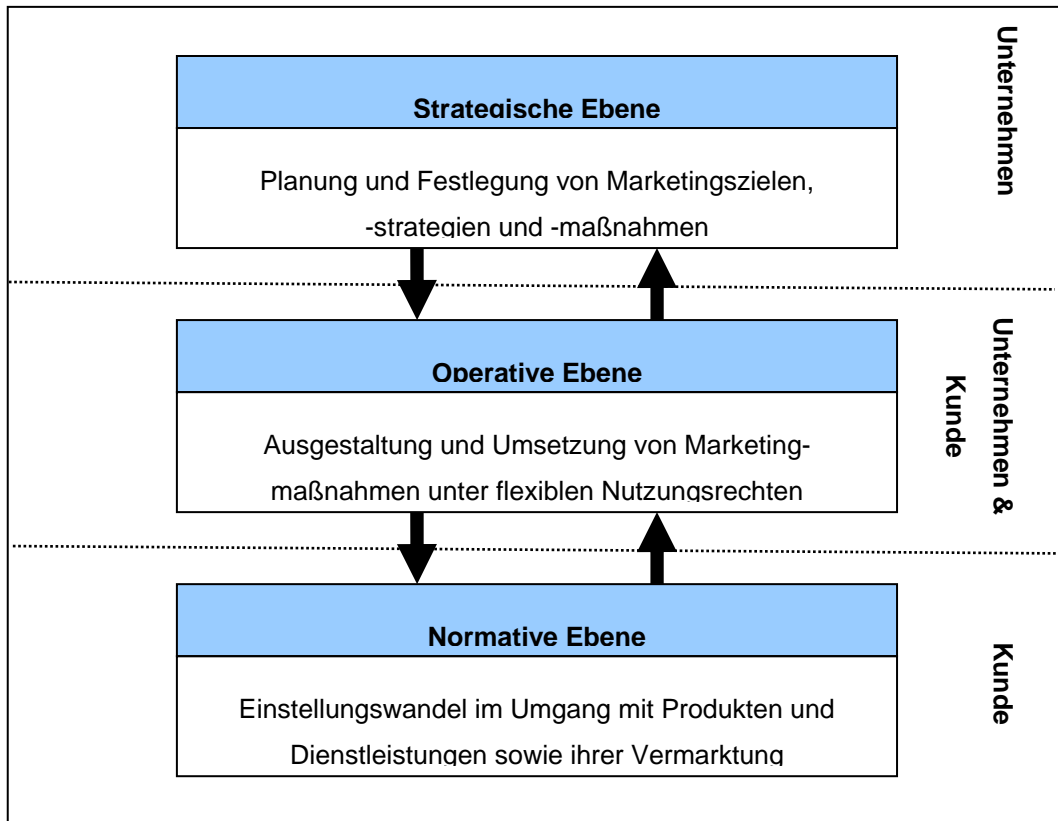 Unternehmen
Strategische Ebene
Planung und Festlegung von Marketingszielen,
-strategien und -maßnahmen
Unternehmen &
Kunde
Operative Ebene
Ausgestaltung und Umsetzung von Marketing-
maßnahmen unter flexiblen Nutzungsrechten
Kunde
Normative Ebene
Einstellungswandel im Umgang mit Produkten und
Dienstleistungen sowie ihrer Vermarktung